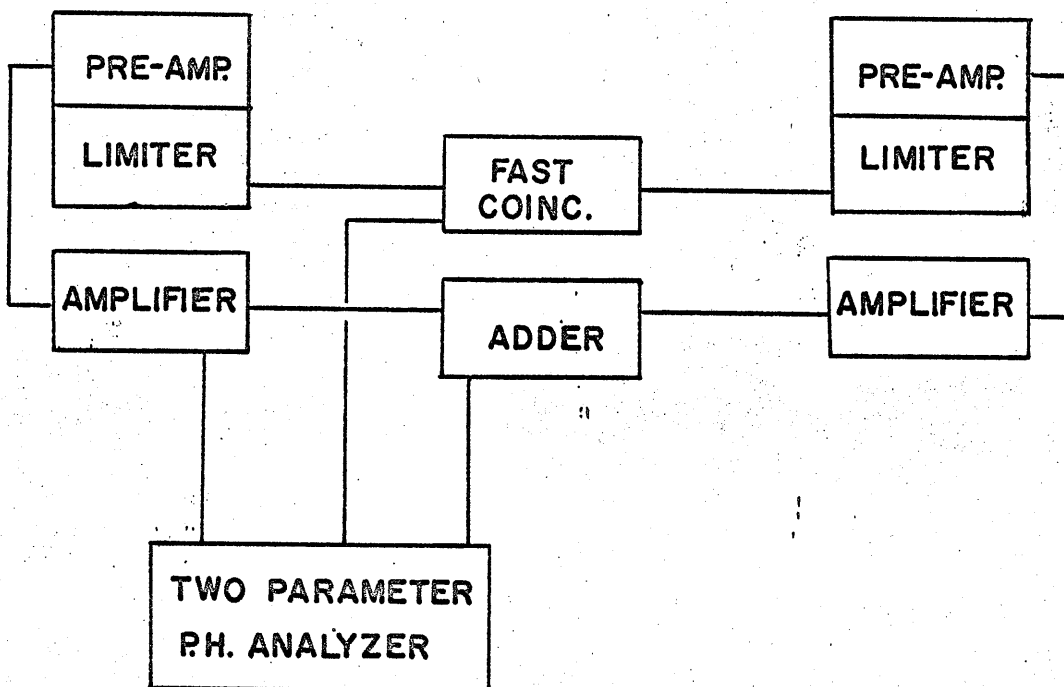 PRE-AMP.
LIMITER
AMPLIFIER
FAST
COINC.
ADDER
PRE-AMP.
LIMITER
AMPLIFIER
TWO PARAMETER
P.H. ANALYZER